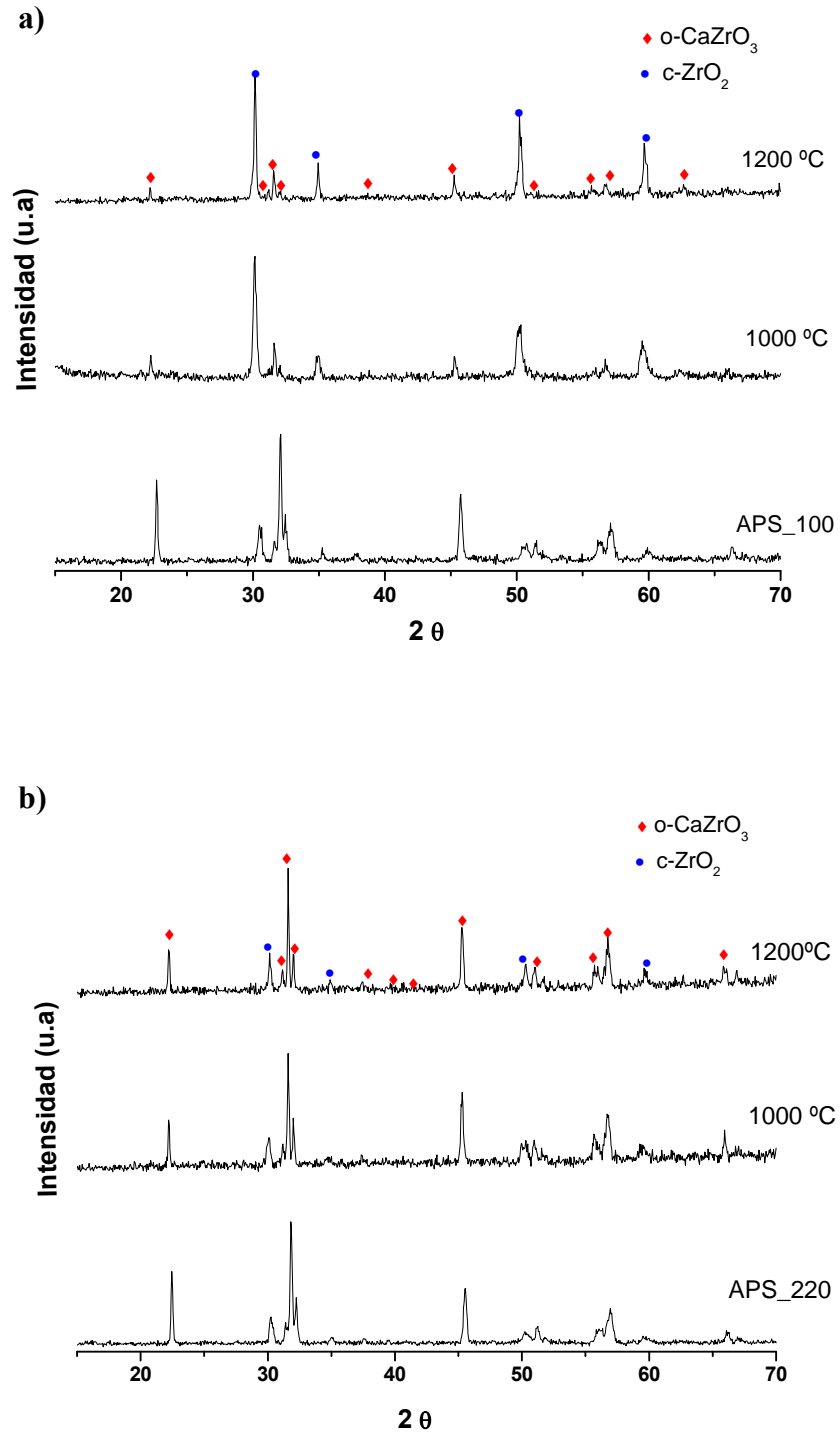 a)
o-CaZrO3
c-ZrO2
1200 ºC
1000 ºC
APS_100
Intensidad (u.a)
20 30 40 50 60 70
2 θ
b)
o-CaZrO3
c-ZrO2
1200ºC
1000 ºC
APS_220
Intensidad (u.a)
20 30 40 50 60 70
2 θ